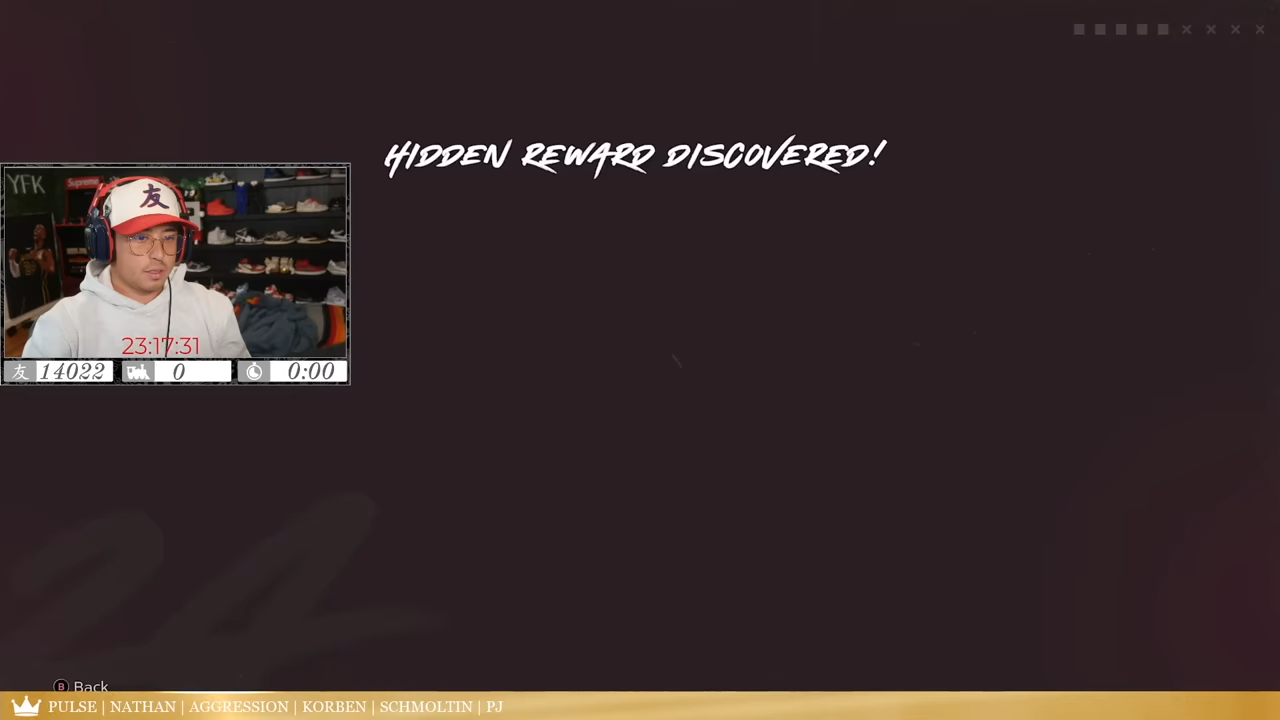 HIDDEN REWARD DISCOVERED!
YFK
Supreme
友
23:17:31
友 14022 0 0:00
24
B Back
PULSE | NATHAN | AGGRESSION | KORBEN | SCHMOLTIN | PJ